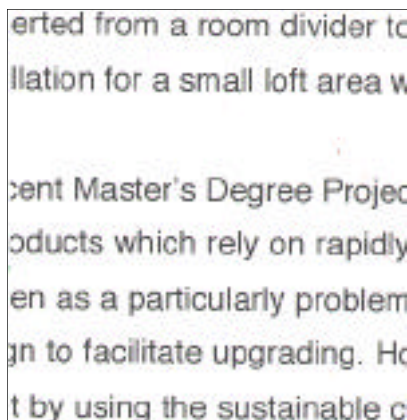 erted from a room divider to
llation for a small loft area w
cent Master's Degree Projec
oducts which rely on rapidly
en as a particularly problem
gn to facilitate upgrading. Ho
t by using the sustainable c